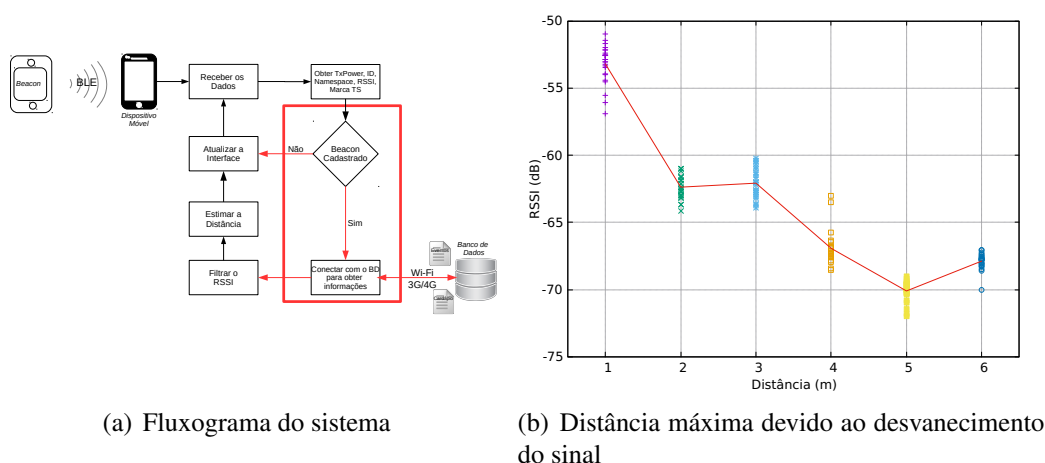 Beacon
BLE
Dispositivo
Móvel
Receber os
Dados
Obter TxPower, ID,
Namespace, RSSI,
Marca TS
Atualizar a
Interface
Não
Beacon
Cadastrado
Estimar a
Distância
Sim
Filtrar o
RSSI
Conectar com o BD
para obter
informações
Wi-Fi
3G/4G
Banco de
Dados
Cardápio
-50
-55
-60
-65
-70
-75
RSSI (dB)
1 2 3 4 5 6
Distância (m)
(a) Fluxograma do sistema
(b) Distância máxima devido ao desvanecimento
do sinal